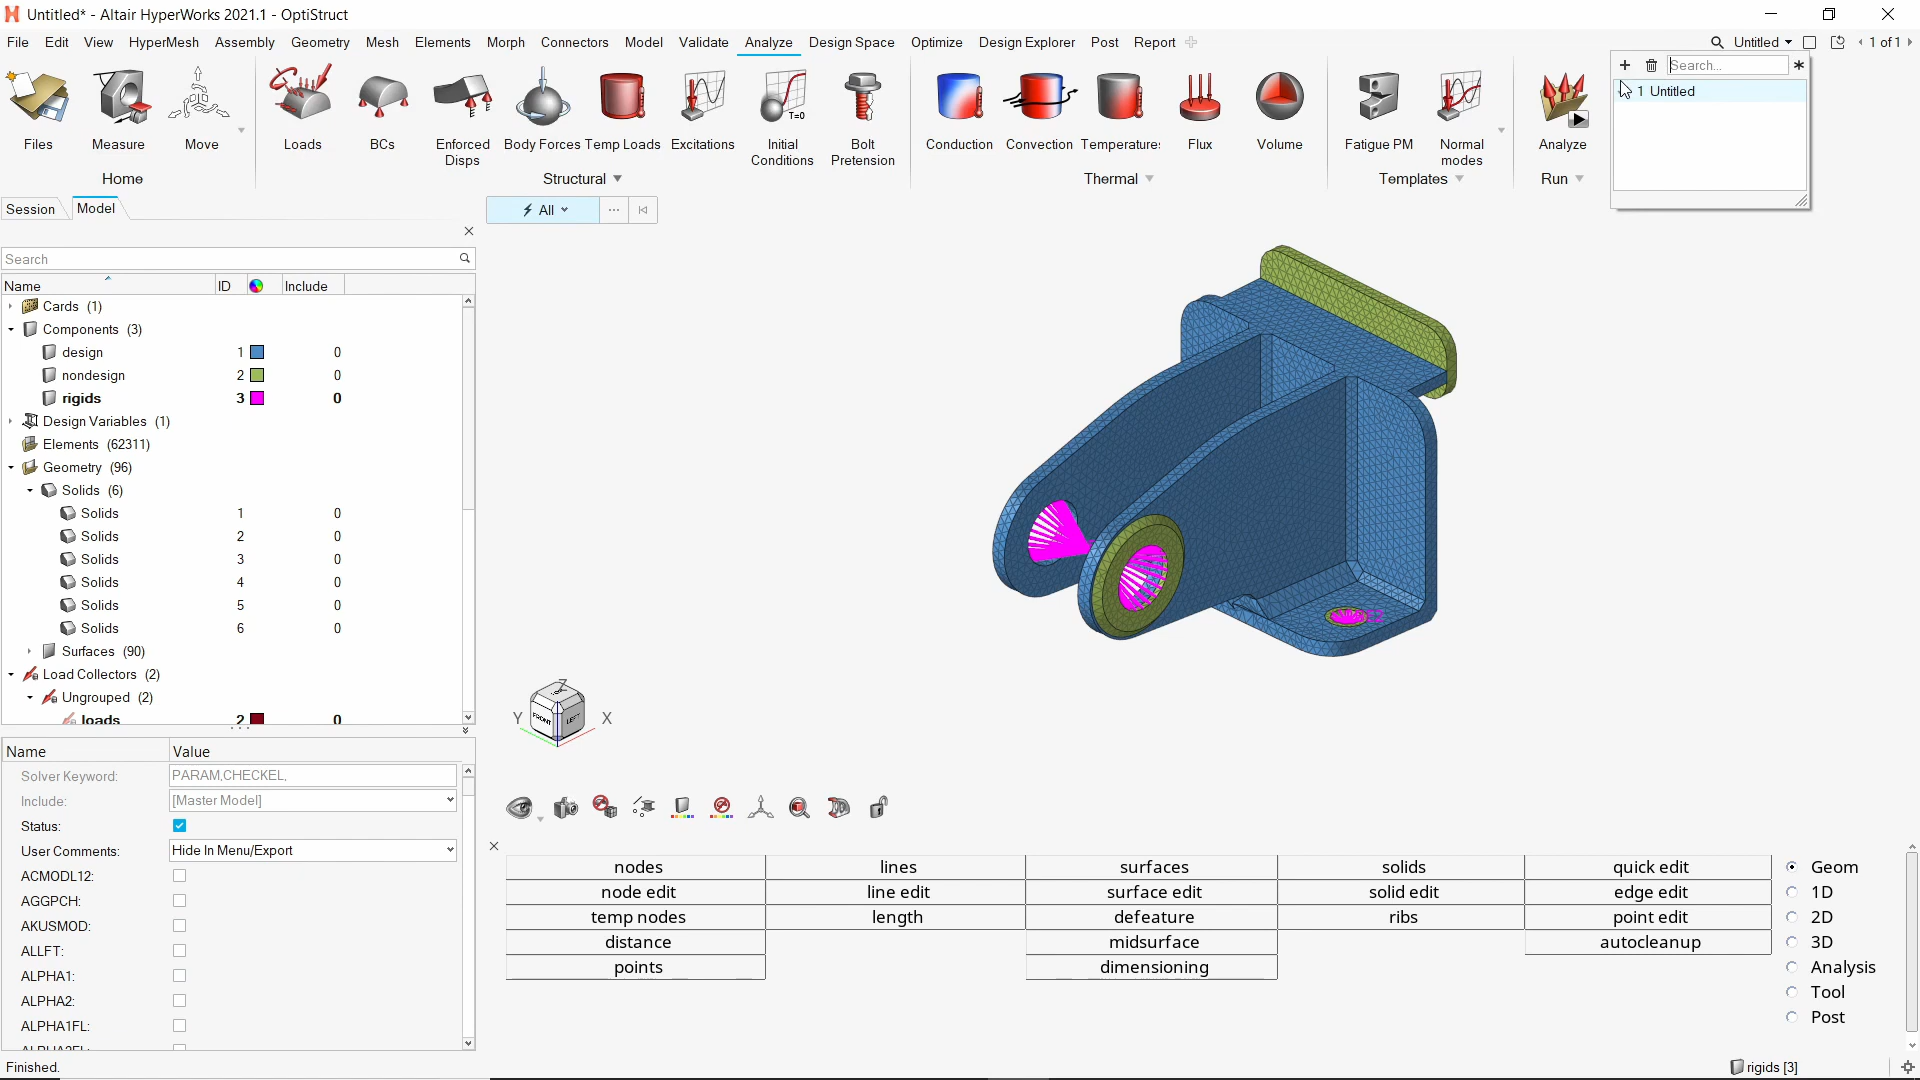 Untitled* - Altair HyperWorks 2021.1 - OptiStruct
File Edit View HyperMesh Assembly Geometry Mesh Elements Morph Connectors Model Validate Analyze Design Space Optimize Design Explorer Post Report Untitled 1 of 1
Search...
1 Untitled
T=0
Files Measure Move Loads BCs Enforced Disps Body Forces Temp Loads Excitations Initial Conditions Bolt Pretension Conduction Convection Temperatures Flux Volume Fatigue PM Normal modes Analyze
Home Structural Thermal Templates Run
Session Model
All
Search
Name ID Include
Cards (1)
Components (3)
design 1 0
nondesign 2 0
rigids 3 0
Design Variables (1)
Elements (62311)
Geometry (96)
Solids (6)
Solids 1 0
Solids 2 0
Solids 3 0
Solids 4 0
Solids 5 0
Solids 6 0
Surfaces (90)
Load Collectors (2)
Ungrouped (2)
loads 2 0
Name Value
Solver Keyword: PARAM,CHECKEL,
Include: [Master Model]
Status:
User Comments: Hide In Menu/Export
ACMODL12:
AGGPCH:
AKUSMOD:
ALLFT:
ALPHA1:
ALPHA2:
ALPHA1FL:
ALPHA2FL:
Z
Y FRONT LEFT X
nodes lines surfaces solids quick edit Geom
node edit line edit surface edit solid edit edge edit 1D
temp nodes length defeature ribs point edit 2D
distance midsurface autocleanup 3D
points dimensioning Analysis
Tool
Post
Finished.
rigids [3]